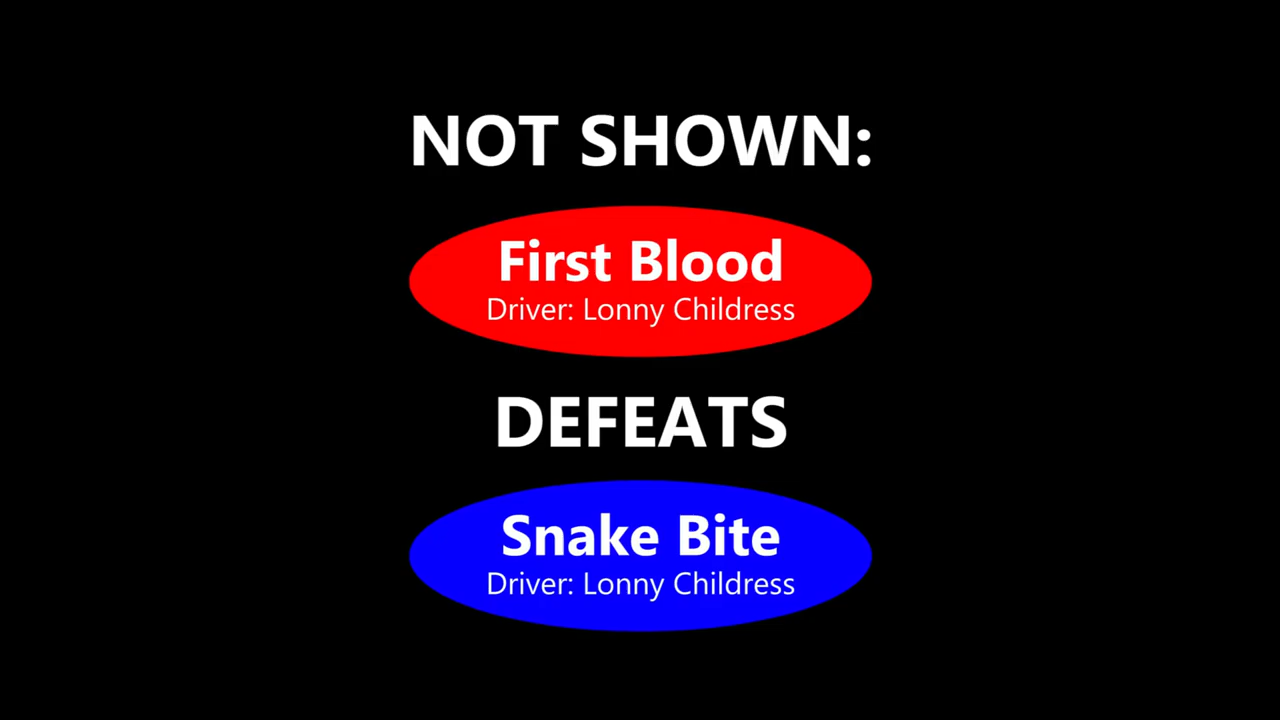 NOT SHOWN:
First Blood
Driver: Lonny Childress
DEFEATS
Snake Bite
Driver: Lonny Childress